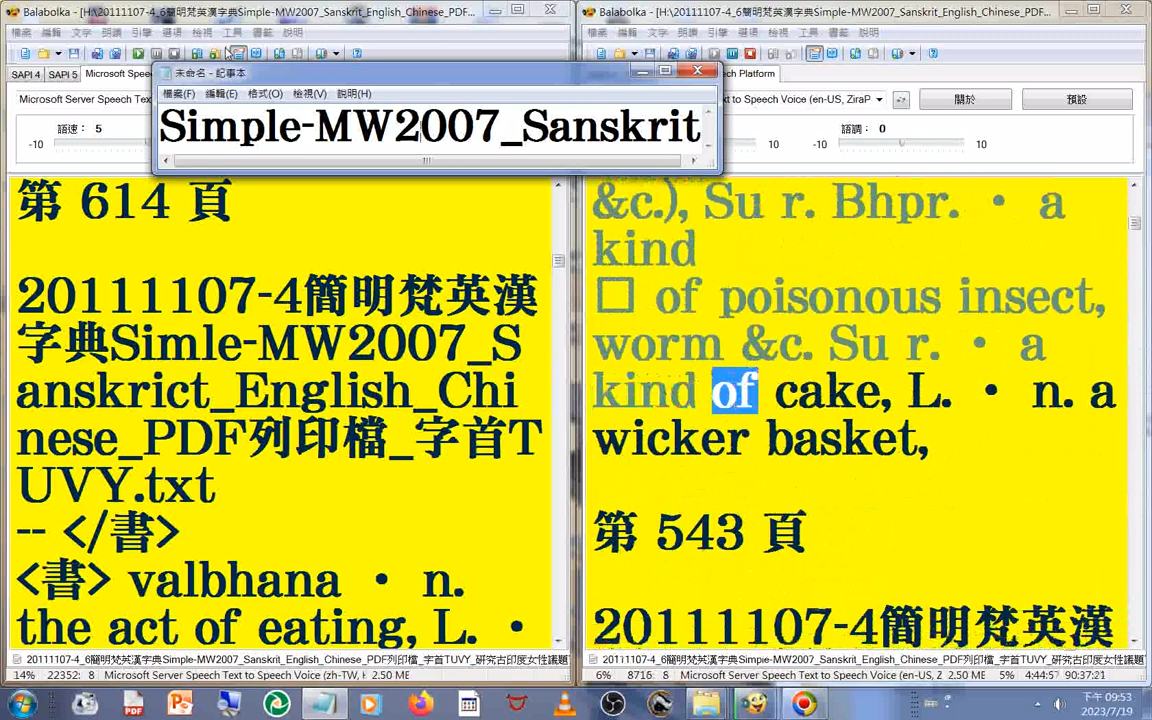 Balabolka - [H:\20111107-4_6簡明梵英漢字典Simple-MW2007_Sanskrit_English_Chinese_PDF...
檔案 編輯 文字 朗讀 引擎 選項 檢視 工具 書籤 說明
SAPI 4 SAPI 5 Microsoft Spee
Microsoft Server Speech Text
語速： 5
-10
未命名 - 記事本
檔案(F) 編輯(E) 格式(O) 檢視(V) 說明(H)
Simple-MW2007_Sanskrit
第 614 頁
20111107-4簡明梵英漢
字典Simle-MW2007_S
anskrict_English_Chi
nese_PDF列印檔_字首T
UVY.txt
-- </書>
<書> valbhana • n.
the act of eating, L. •
20111107-4_6簡明梵英漢字典Simple-MW2007_Sanskrit_English_Chinese_PDF列印檔_字首TUVY_研究古印度女性議題
14% 22352: 8 Microsoft Server Speech Text to Speech Voice (zh-TW, H 2.50 ME
Balabolka - [H:\20111107-4_6簡明梵英漢字典Simple-MW2007_Sanskrit_English_Chinese_PDF...
檔案 編輯 文字 朗讀 引擎 選項 檢視 工具 書籤 說明
ch Platform
t to Speech Voice (en-US, ZiraP
關於
預設
10
語調： 0
-10
10
&c.), Su r. Bhpr. • a
kind
□ of poisonous insect,
worm &c. Su r. • a
kind of cake, L. • n. a
wicker basket,
第 543 頁
20111107-4簡明梵英漢
20111107-4_6簡明梵英漢字典Simple-MW2007_Sanskrit_English_Chinese_PDF列印檔_字首TUVY_研究古印度女性議題
6% 8716: 8 Microsoft Server Speech Text to Speech Voice (en-US, Z 2.50 ME 5% 4:44:57 90:37:21
下午 09:53
2023/7/19